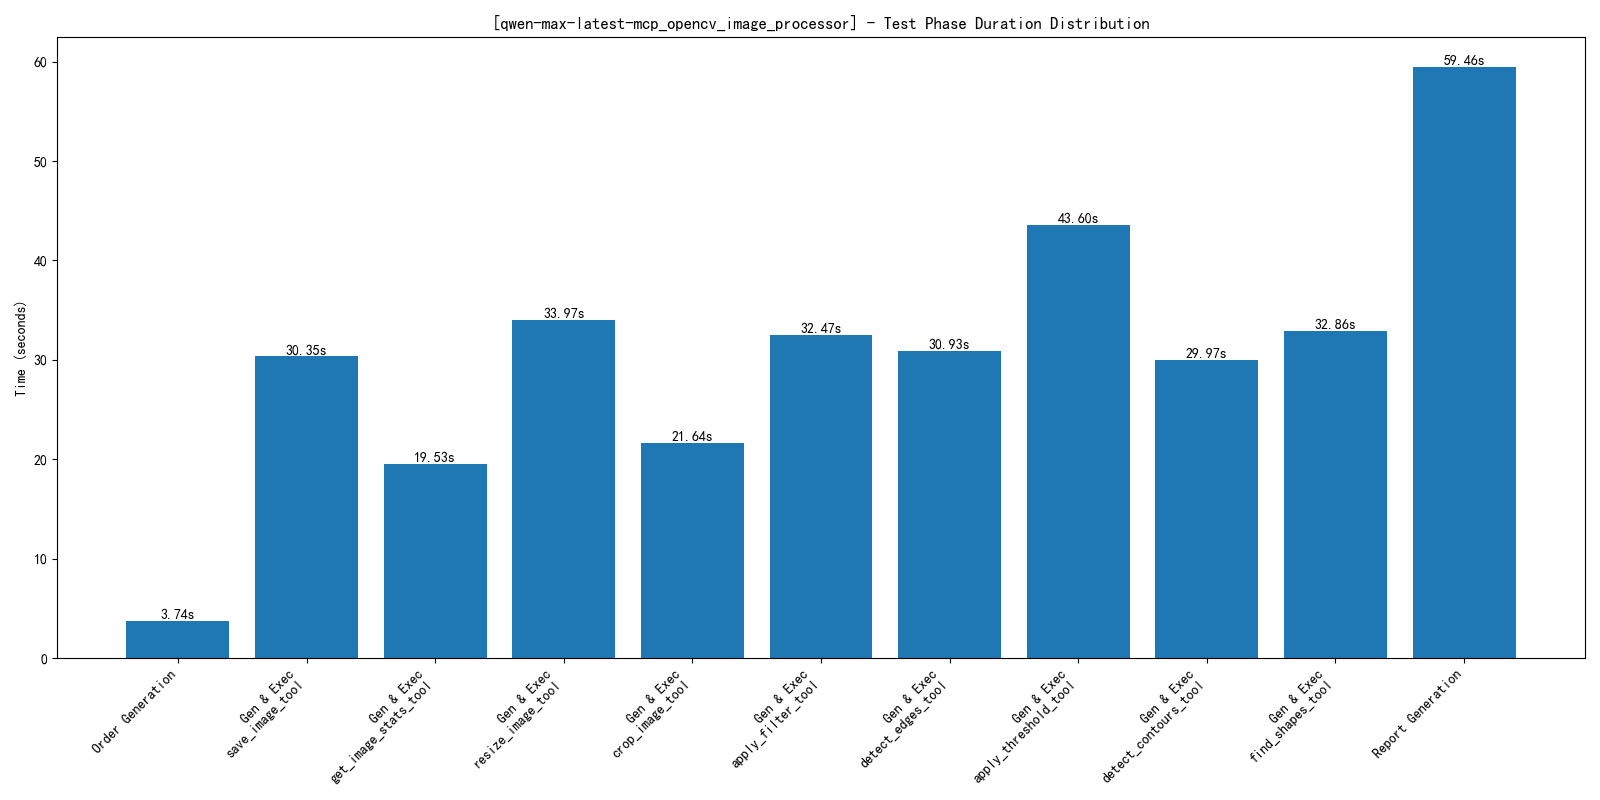 [qwen-max-latest-mcp_opencv_image_processor] - Test Phase Duration Distribution
Time (seconds)
60
50
40
30
20
10
0
3.74s
30.35s
19.53s
33.97s
21.64s
32.47s
30.93s
43.60s
29.97s
32.86s
59.46s
Order Generation
Gen & Exec
save_image_tool
Gen & Exec
get_image_stats_tool
Gen & Exec
resize_image_tool
Gen & Exec
crop_image_tool
Gen & Exec
apply_filter_tool
Gen & Exec
detect_edges_tool
Gen & Exec
apply_threshold_tool
Gen & Exec
detect_contours_tool
Gen & Exec
find_shapes_tool
Report Generation